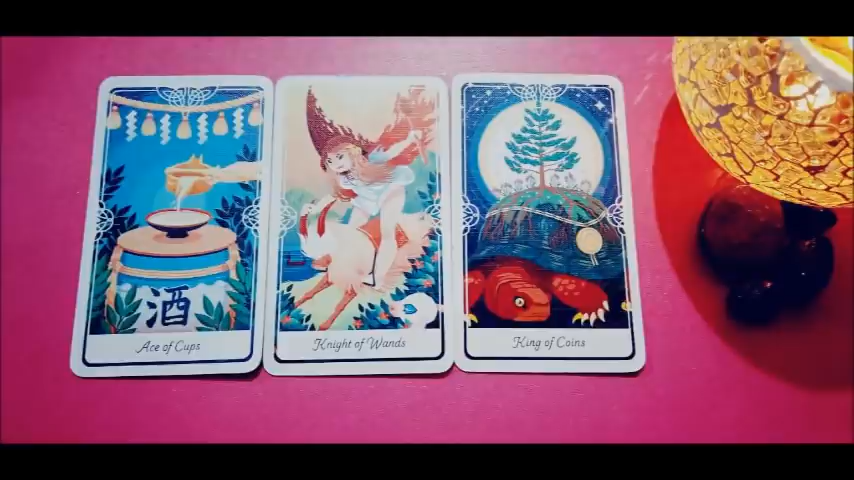 酒
Ace of Cups
Knight of Wands
King of Coins